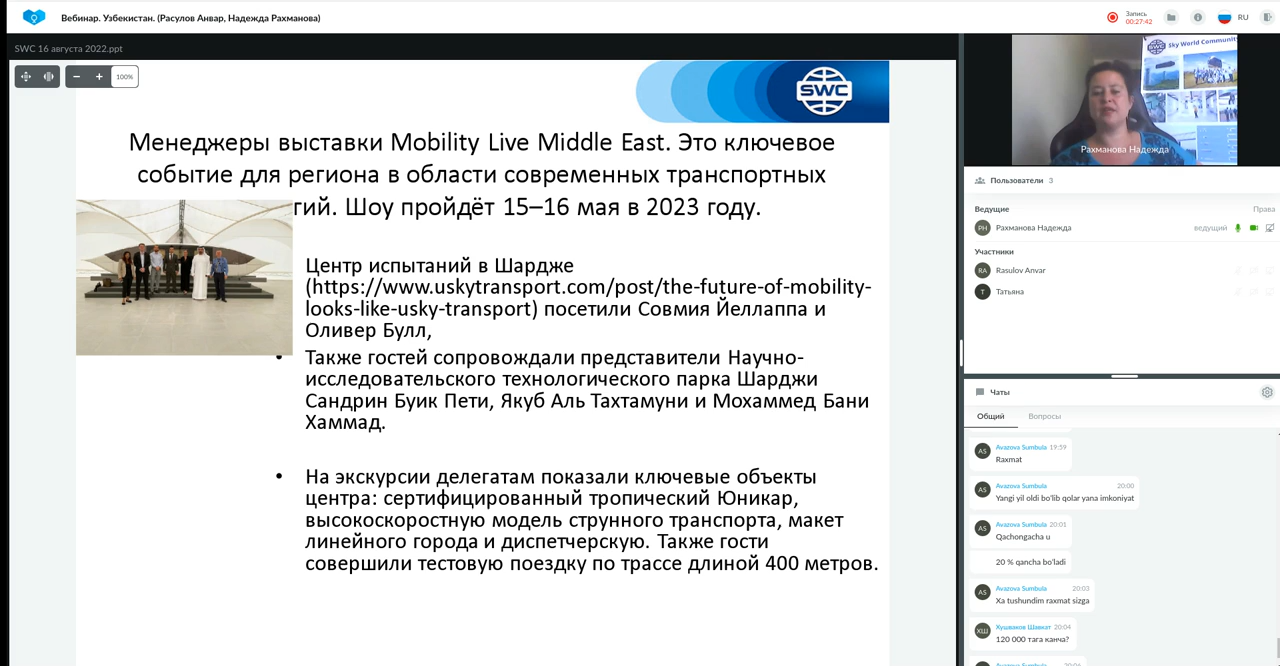 Вебинар. Узбекистан. (Расулов Анвар, Надежда Рахманова)
Запись
00:27:42
RU
SWC 16 августа 2022.ppt
100%
SWC
Менеджеры выставки Mobility Live Middle East. Это ключевое
событие для региона в области современных транспортных
гий. Шоу пройдёт 15–16 мая в 2023 году.
Центр испытаний в Шардже
(https://www.uskytransport.com/post/the-future-of-mobility-
looks-like-usky-transport) посетили Совмия Йеллаппа и
Оливер Булл,
• Также гостей сопровождали представители Научно-
исследовательского технологического парка Шарджи
Сандрин Буик Пети, Якуб Аль Тахтамуни и Мохаммед Бани
Хаммад.
• На экскурсии делегатам показали ключевые объекты
центра: сертифицированный тропический Юникар,
высокоскоростную модель струнного транспорта, макет
линейного города и диспетчерскую. Также гости
совершили тестовую поездку по трассе длиной 400 метров.
SWC Sky World Community
Рахманова Надежда
Пользователи 3
Ведущие Права
РН Рахманова Надежда ведущий
Участники
RA Rasulov Anvar
Т Татьяна
Чаты
Общий Вопросы
AS Avazova Sumbula 19:59
Raxmat
AS Avazova Sumbula 20:00
Yangi yil oldi bo'lib qolar yana imkoniyat
AS Avazova Sumbula 20:01
Qachongacha u
20 % qancha bo'ladi
AS Avazova Sumbula 20:03
Xa tushundim raxmat sizga
ХШ Хушваков Шавкат 20:04
120 000 тага канча?
Avazova Sumbula 20:06